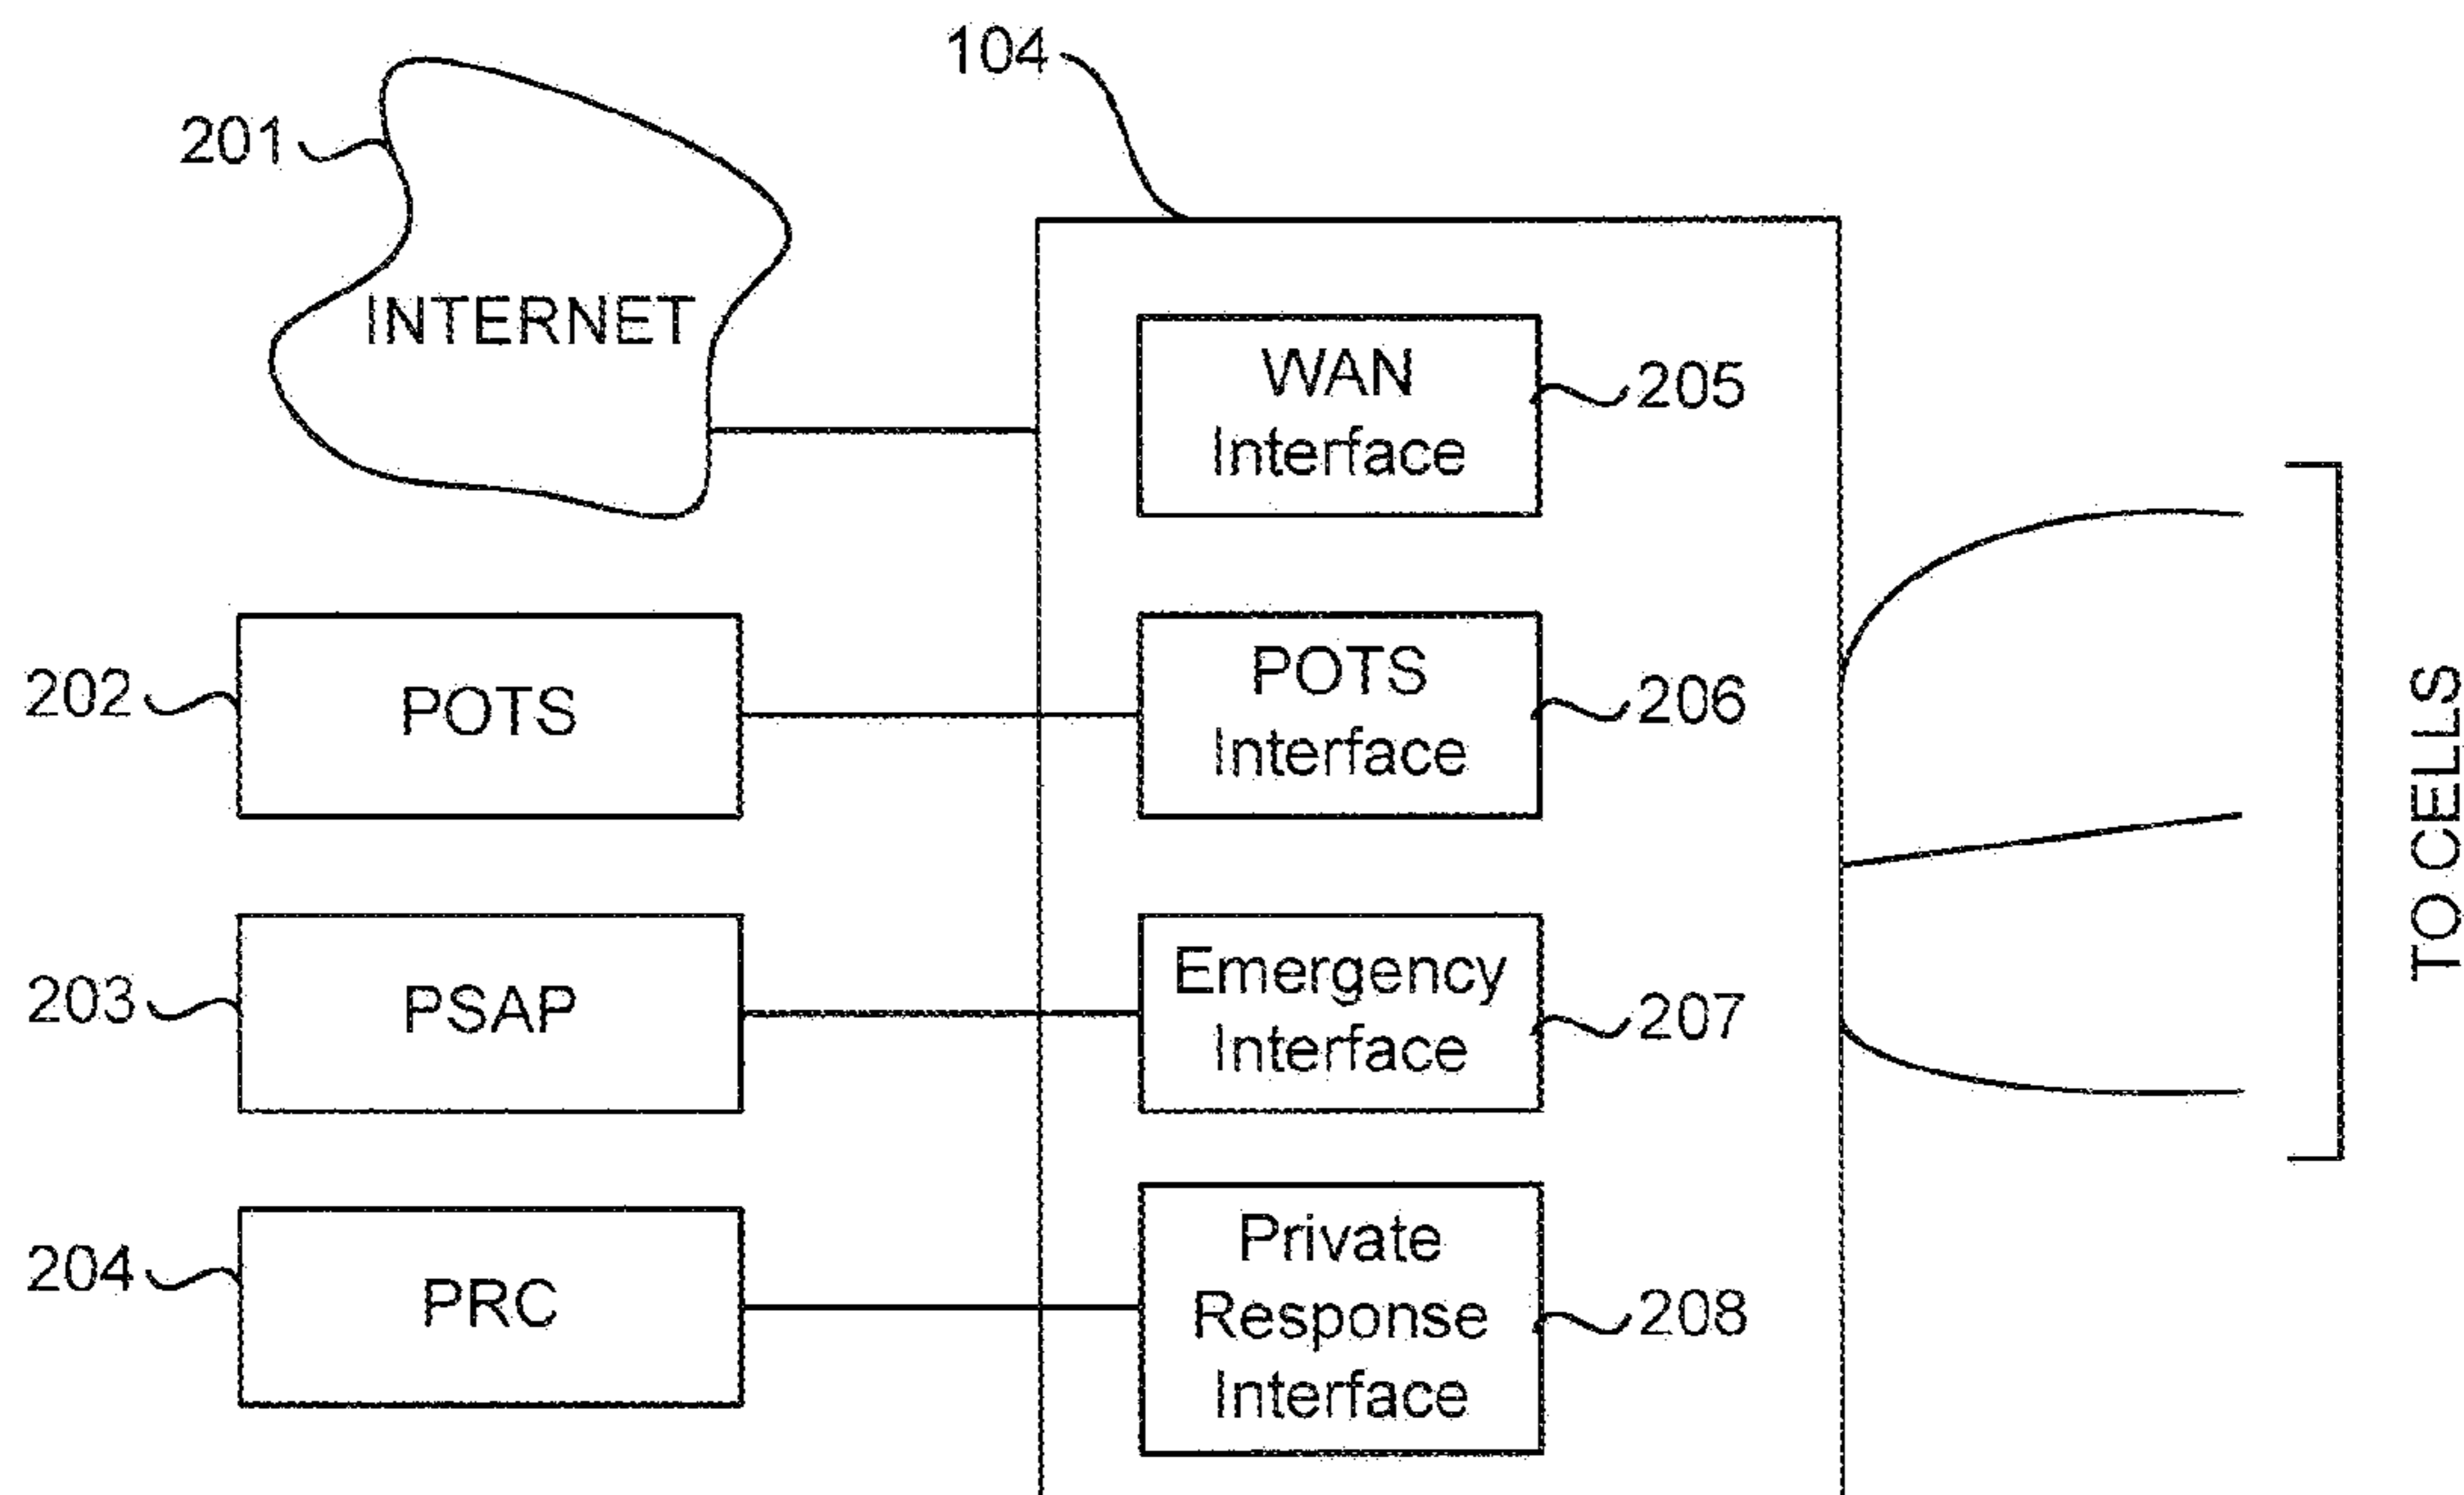 104
201
INTERNET
WAN
Interface
205
202
POTS
POTS
Interface
206
TO CELLS
203
PSAP
Emergency
Interface
207
204
PRC
Private
Response
Interface
208